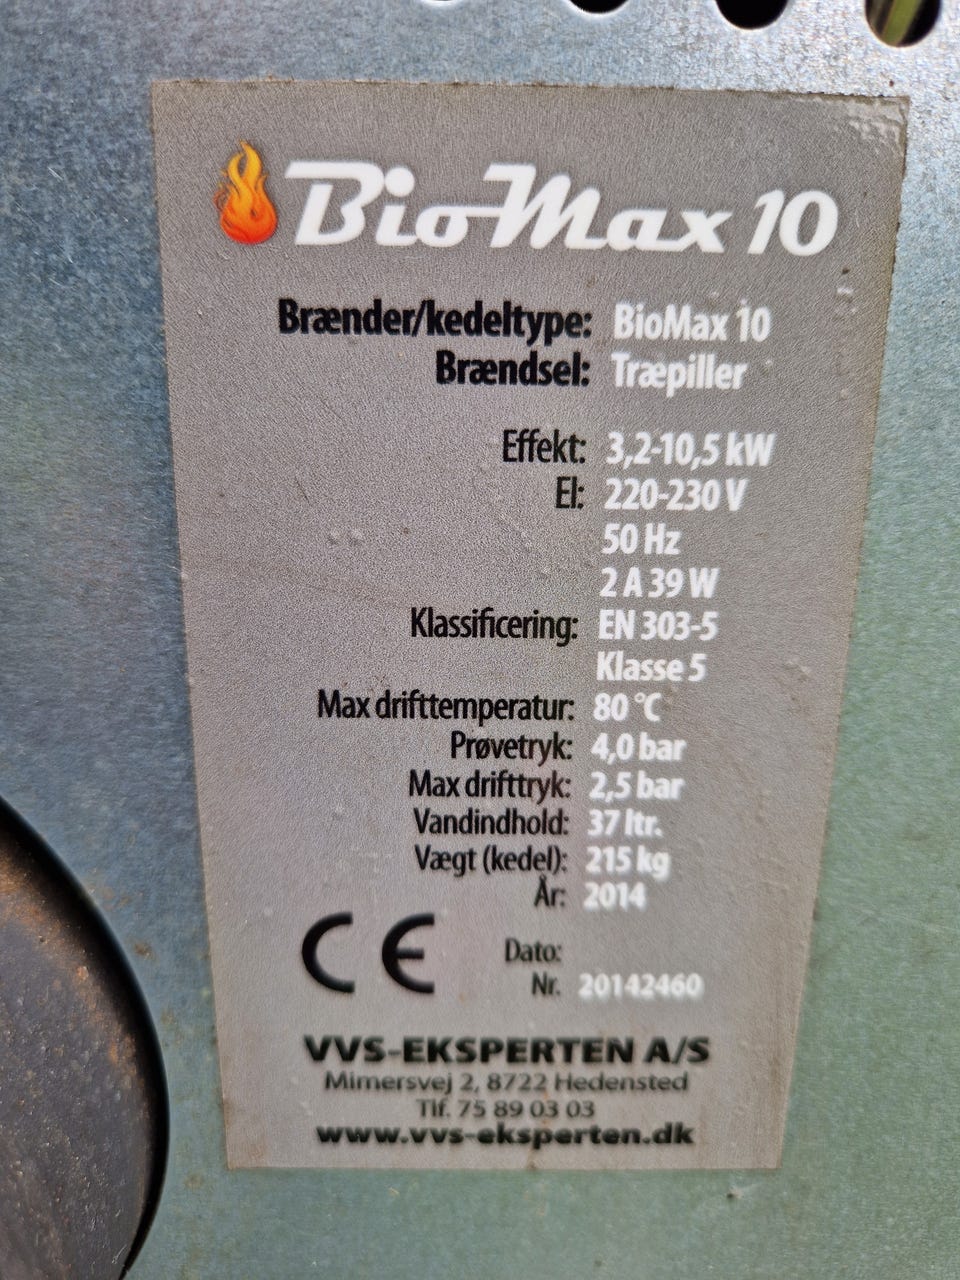 BioMax 10
Brænder/kedeltype: BioMax 10
Brændsel: Træpiller
Effekt: 3,2-10,5 kW
El: 220-230 V
50 Hz
2 A 39 W
Klassificering: EN 303-5
Klasse 5
Max drifttemperatur: 80 °C
Prøvetryk: 4,0 bar
Max drifttryk: 2,5 bar
Vandindhold: 37 ltr.
Vægt (kedel): 215 kg
År: 2014
CE
Dato:
Nr. 20142460
VVS-EKSPERTEN A/S
Mimersvej 2, 8722 Hedensted
Tlf. 75 89 03 03
www.vvs-eksperten.dk